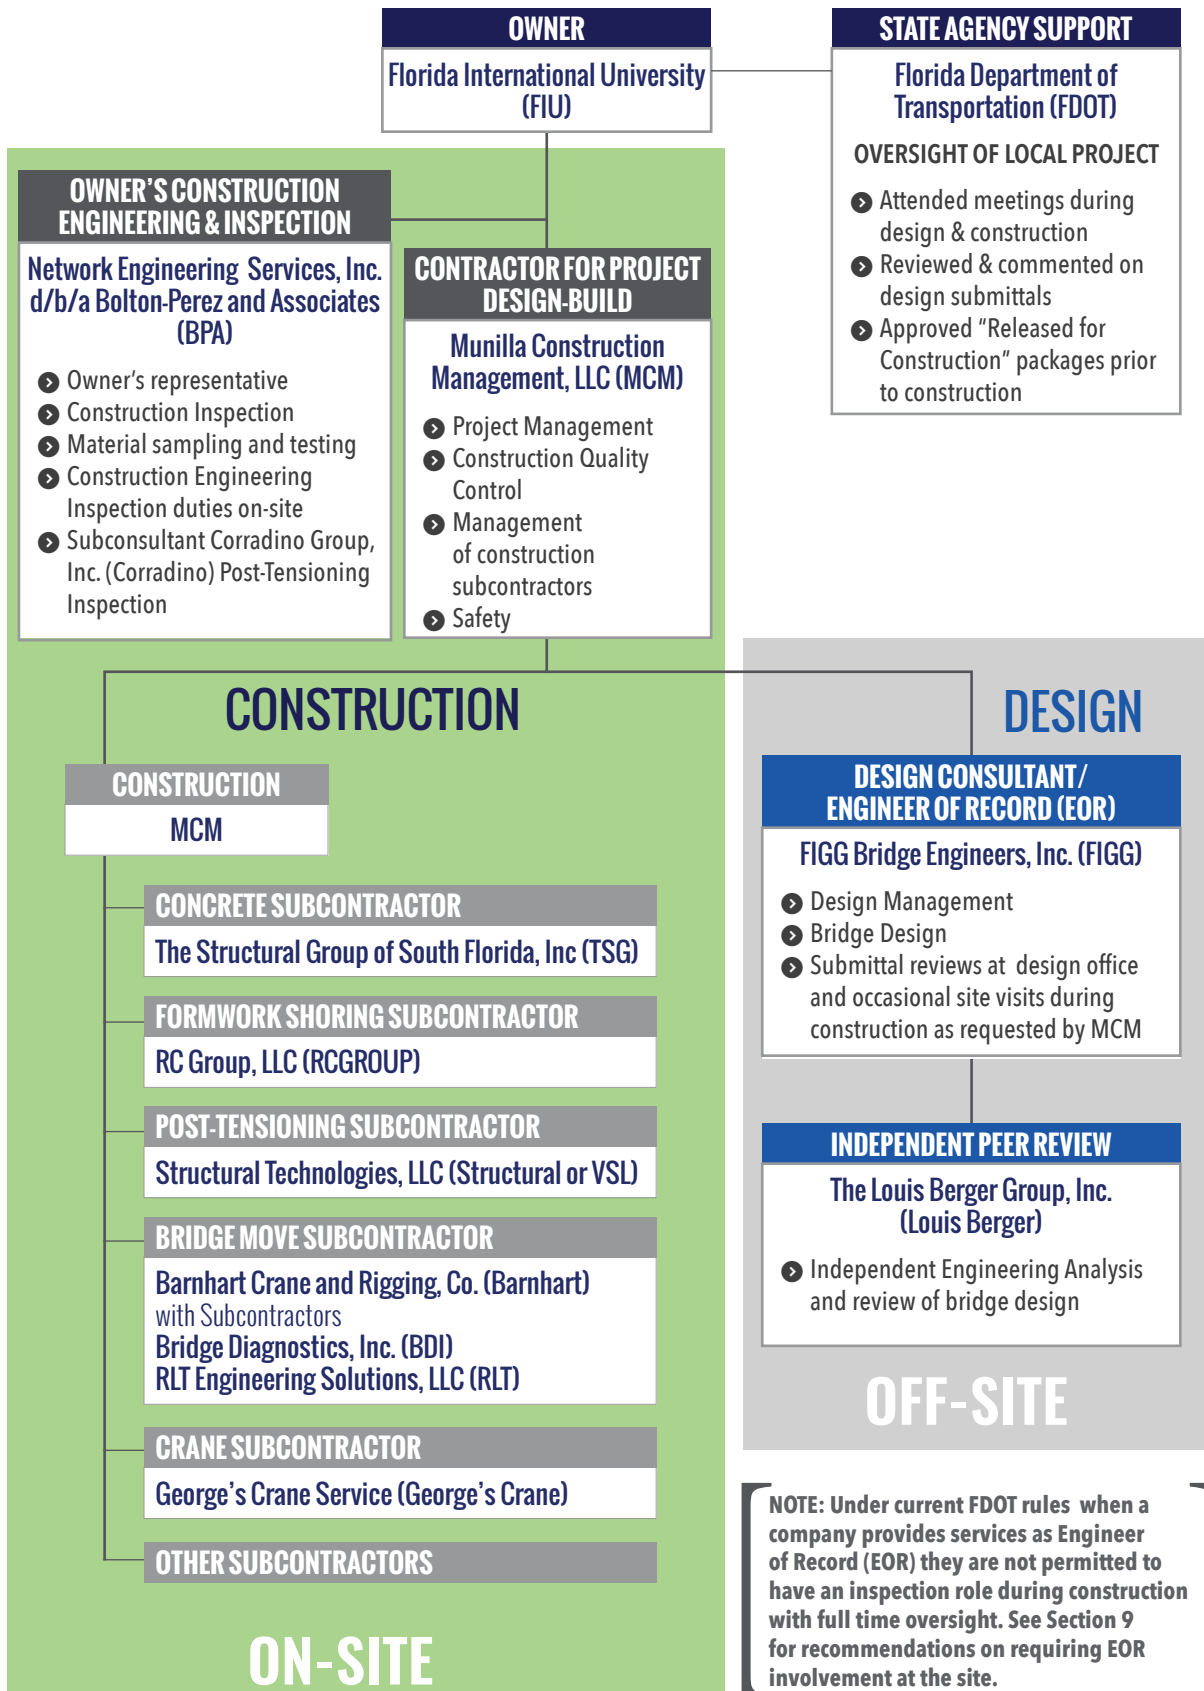 OWNER
Florida International University
(FIU)
STATE AGENCY SUPPORT
Florida Department of
Transportation (FDOT)
OVERSIGHT OF LOCAL PROJECT
Attended meetings during
design & construction
Reviewed & commented on
design submittals
Approved “Released for
Construction” packages prior
to construction
OWNER’S CONSTRUCTION
ENGINEERING & INSPECTION
Network Engineering Services, Inc.
d/b/a Bolton-Perez and Associates
(BPA)
Owner’s representative
Construction Inspection
Material sampling and testing
Construction Engineering
Inspection duties on-site
Subconsultant Corradino Group,
Inc. (Corradino) Post-Tensioning
Inspection
CONTRACTOR FOR PROJECT
DESIGN-BUILD
Munilla Construction
Management, LLC (MCM)
Project Management
Construction Quality
Control
Management
of construction
subcontractors
Safety
CONSTRUCTION
CONSTRUCTION
MCM
CONCRETE SUBCONTRACTOR
The Structural Group of South Florida, Inc (TSG)
FORMWORK SHORING SUBCONTRACTOR
RC Group, LLC (RCGROUP)
POST-TENSIONING SUBCONTRACTOR
Structural Technologies, LLC (Structural or VSL)
BRIDGE MOVE SUBCONTRACTOR
Barnhart Crane and Rigging, Co. (Barnhart)
with Subcontractors
Bridge Diagnostics, Inc. (BDI)
RLT Engineering Solutions, LLC (RLT)
CRANE SUBCONTRACTOR
George’s Crane Service (George’s Crane)
OTHER SUBCONTRACTORS
ON-SITE
DESIGN
DESIGN CONSULTANT/
ENGINEER OF RECORD (EOR)
FIGG Bridge Engineers, Inc. (FIGG)
Design Management
Bridge Design
Submittal reviews at design office
and occasional site visits during
construction as requested by MCM
INDEPENDENT PEER REVIEW
The Louis Berger Group, Inc.
(Louis Berger)
Independent Engineering Analysis
and review of bridge design
OFF-SITE
NOTE: Under current FDOT rules when a
company provides services as Engineer
of Record (EOR) they are not permitted to
have an inspection role during construction
with full time oversight. See Section 9
for recommendations on requiring EOR
involvement at the site.